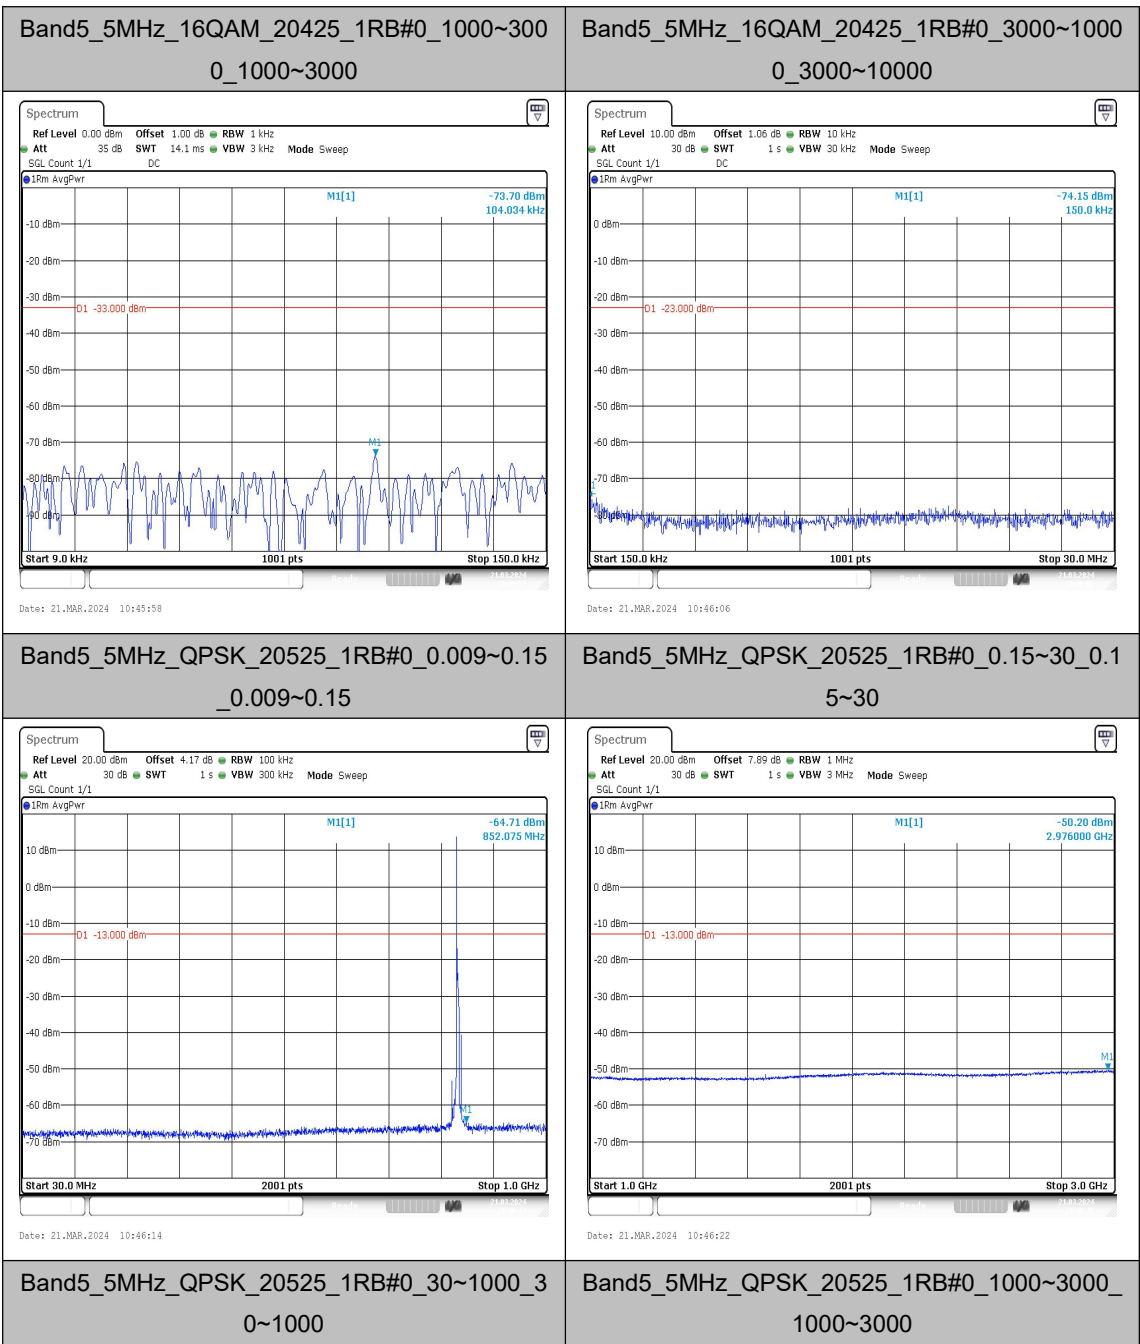 Band5_5MHz_16QAM_20425_1RB#0_1000~300
0_1000~3000
Band5_5MHz_16QAM_20425_1RB#0_3000~1000
0_3000~10000
Spectrum
Ref Level 0.00 dBm Offset 1.00 dB RBW 1 kHz
Att 35 dB SWT 14.1 ms VBW 3 kHz Mode Sweep
SGL Count 1/1 DC
1Rm AvgPwr
M1[1] -73.70 dBm
104.034 kHz
-10 dBm
-20 dBm
-30 dBm
D1 -33.000 dBm
-40 dBm
-50 dBm
-60 dBm
-70 dBm
M1
-80 dBm
-90 dBm
Start 9.0 kHz 1001 pts Stop 150.0 kHz
Ready 21.03.2024
Date: 21.MAR.2024 10:45:58
Spectrum
Ref Level 10.00 dBm Offset 1.06 dB RBW 10 kHz
Att 30 dB SWT 1 s VBW 30 kHz Mode Sweep
SGL Count 1/1 DC
1Rm AvgPwr
M1[1] -74.15 dBm
150.0 kHz
0 dBm
-10 dBm
-20 dBm
D1 -23.000 dBm
-30 dBm
-40 dBm
-50 dBm
-60 dBm
-70 dBm
-80 dBm
Start 150.0 kHz 1001 pts Stop 30.0 MHz
Ready 21.03.2024
Date: 21.MAR.2024 10:46:06
Band5_5MHz_QPSK_20525_1RB#0_0.009~0.15
_0.009~0.15
Band5_5MHz_QPSK_20525_1RB#0_0.15~30_0.1
5~30
Spectrum
Ref Level 20.00 dBm Offset 4.17 dB RBW 100 kHz
Att 30 dB SWT 1 s VBW 300 kHz Mode Sweep
SGL Count 1/1
1Rm AvgPwr
M1[1] -64.71 dBm
852.075 MHz
10 dBm
0 dBm
-10 dBm
D1 -13.000 dBm
-20 dBm
-30 dBm
-40 dBm
-50 dBm
-60 dBm
M1
-70 dBm
Start 30.0 MHz 2001 pts Stop 1.0 GHz
Ready 21.03.2024
Date: 21.MAR.2024 10:46:14
Spectrum
Ref Level 20.00 dBm Offset 7.89 dB RBW 1 MHz
Att 30 dB SWT 1 s VBW 3 MHz Mode Sweep
SGL Count 1/1
1Rm AvgPwr
M1[1] -50.20 dBm
2.976000 GHz
10 dBm
0 dBm
-10 dBm
D1 -13.000 dBm
-20 dBm
-30 dBm
-40 dBm
M1
-50 dBm
-60 dBm
-70 dBm
Start 1.0 GHz 2001 pts Stop 3.0 GHz
Ready 21.03.2024
Date: 21.MAR.2024 10:46:22
Band5_5MHz_QPSK_20525_1RB#0_30~1000_3
0~1000
Band5_5MHz_QPSK_20525_1RB#0_1000~3000_
1000~3000